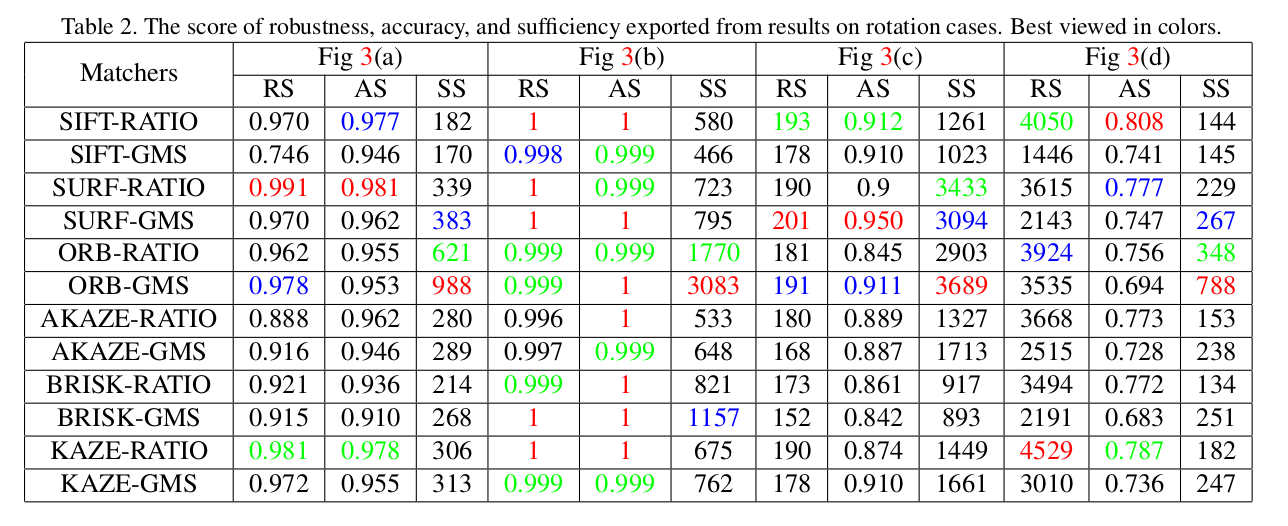 Table 2. The score of robustness, accuracy, and sufficiency exported from results on rotation cases. Best viewed in colors.
Matchers Fig 3(a) Fig 3(b) Fig 3(c) Fig 3(d)
RS AS SS RS AS SS RS AS SS RS AS SS
SIFT-RATIO 0.970 0.977 182 1 1 580 193 0.912 1261 4050 0.808 144
SIFT-GMS 0.746 0.946 170 0.998 0.999 466 178 0.910 1023 1446 0.741 145
SURF-RATIO 0.991 0.981 339 1 0.999 723 190 0.9 3433 3615 0.777 229
SURF-GMS 0.970 0.962 383 1 1 795 201 0.950 3094 2143 0.747 267
ORB-RATIO 0.962 0.955 621 0.999 0.999 1770 181 0.845 2903 3924 0.756 348
ORB-GMS 0.978 0.953 988 0.999 1 3083 191 0.911 3689 3535 0.694 788
AKAZE-RATIO 0.888 0.962 280 0.996 1 533 180 0.889 1327 3668 0.773 153
AKAZE-GMS 0.916 0.946 289 0.997 0.999 648 168 0.887 1713 2515 0.728 238
BRISK-RATIO 0.921 0.936 214 0.999 1 821 173 0.861 917 3494 0.772 134
BRISK-GMS 0.915 0.910 268 1 1 1157 152 0.842 893 2191 0.683 251
KAZE-RATIO 0.981 0.978 306 1 1 675 190 0.874 1449 4529 0.787 182
KAZE-GMS 0.972 0.955 313 0.999 0.999 762 178 0.910 1661 3010 0.736 247